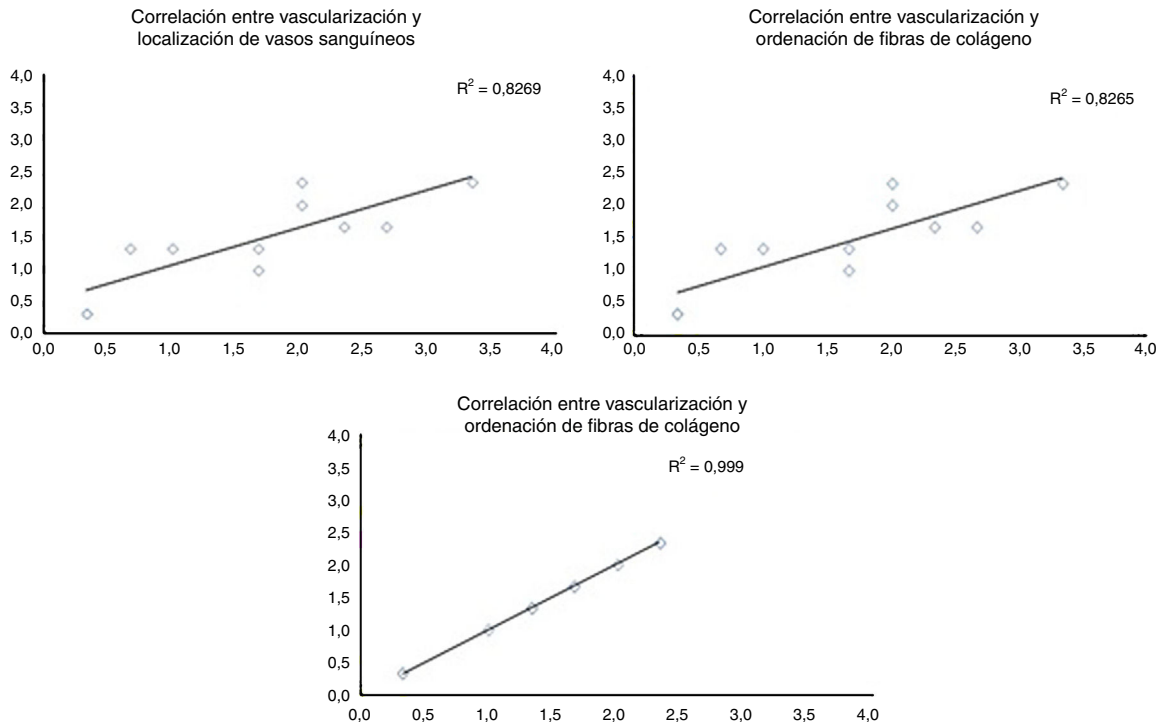 Correlación entre vascularización y
localización de vasos sanguíneos
R² = 0,8269
4,0
3,5
3,0
2,5
2,0
1,5
1,0
0,5
0,0
0,0 0,5 1,0 1,5 2,0 2,5 3,0 3,5 4,0
Correlación entre vascularización y
ordenación de fibras de colágeno
R² = 0,8265
4,0
3,5
3,0
2,5
2,0
1,5
1,0
0,5
0,0
0,0 0,5 1,0 1,5 2,0 2,5 3,0 3,5 4,0
Correlación entre vascularización y
ordenación de fibras de colágeno
R² = 0,999
4,0
3,5
3,0
2,5
2,0
1,5
1,0
0,5
0,0
0,0 0,5 1,0 1,5 2,0 2,5 3,0 3,5 4,0